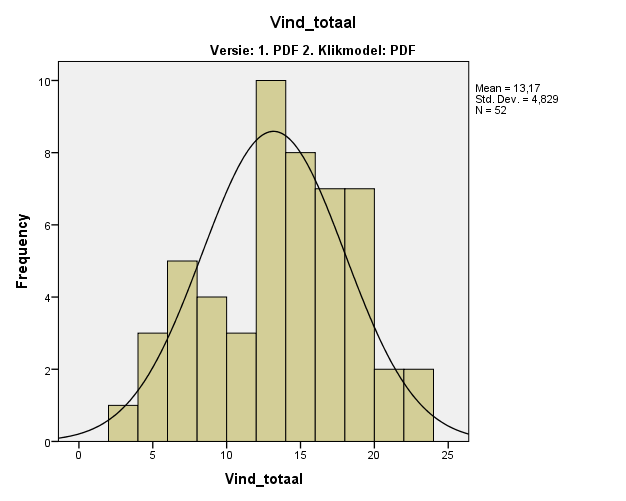 Vind_totaal
Versie: 1. PDF 2. Klikmodel: PDF
Mean = 13,17
Std. Dev. = 4,829
N = 52
Frequency
10
8
6
4
2
0
0 5 10 15 20 25
Vind_totaal